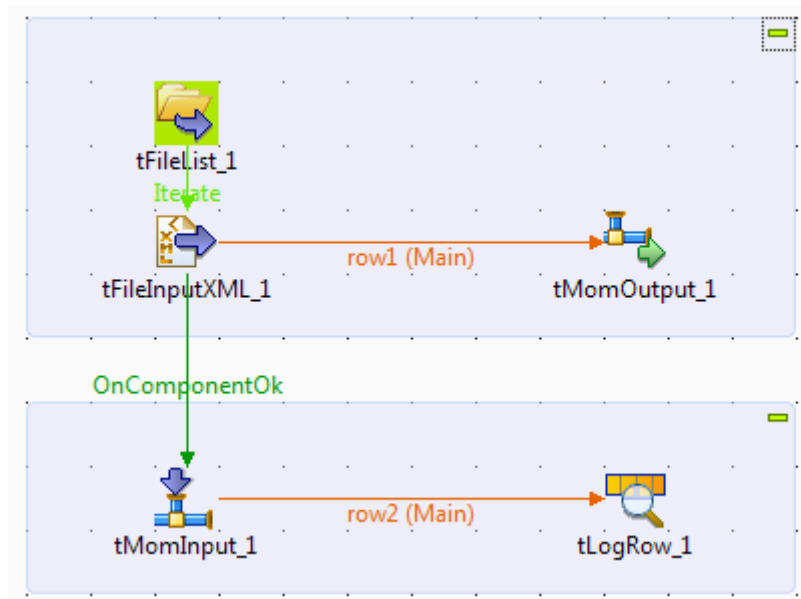 tFileList_1
Iterate
row1 (Main)
tFileInputXML_1
tMomOutput_1
OnComponentOk
row2 (Main)
tMomInput_1
tLogRow_1